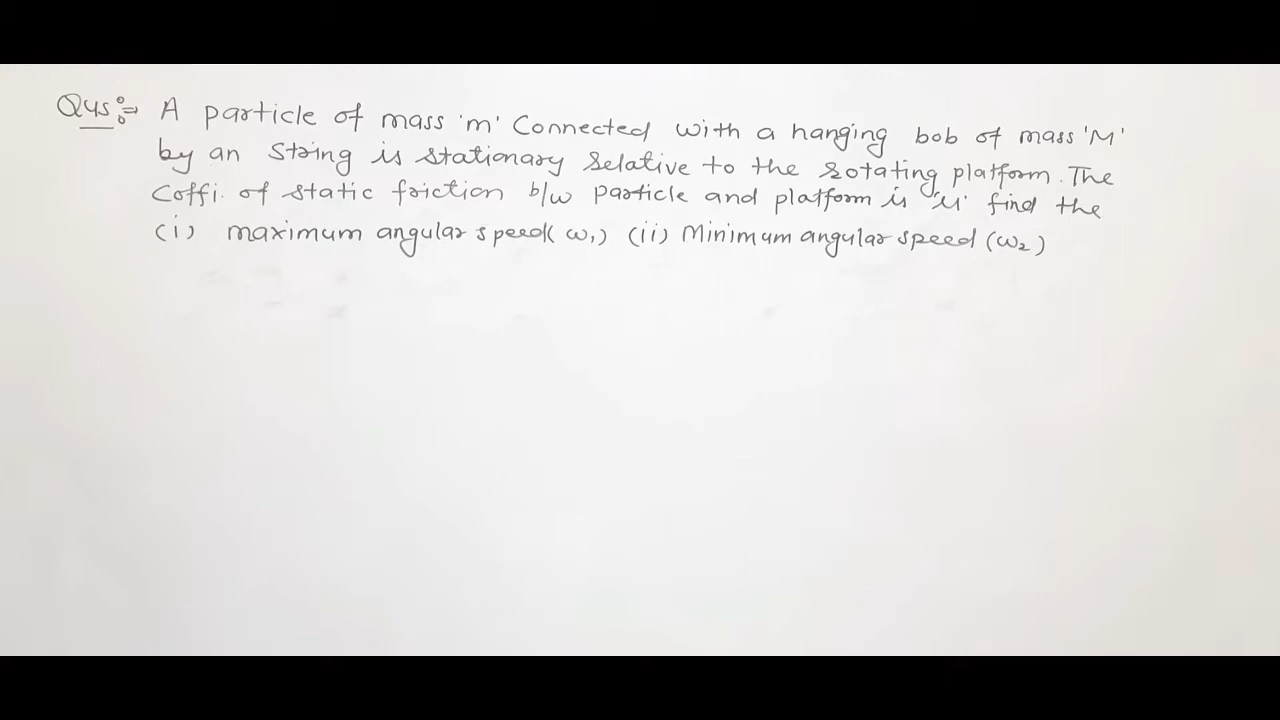 Qus:⇒ A particle of mass 'm' Connected with a hanging bob of mass 'M'
by an String is stationary relative to the rotating platform. The
Coffi. of static friction b/w particle and platform is 'μ' find the
(i) maximum angular speed(ω₁) (ii) Minimum angular speed (ω₂)